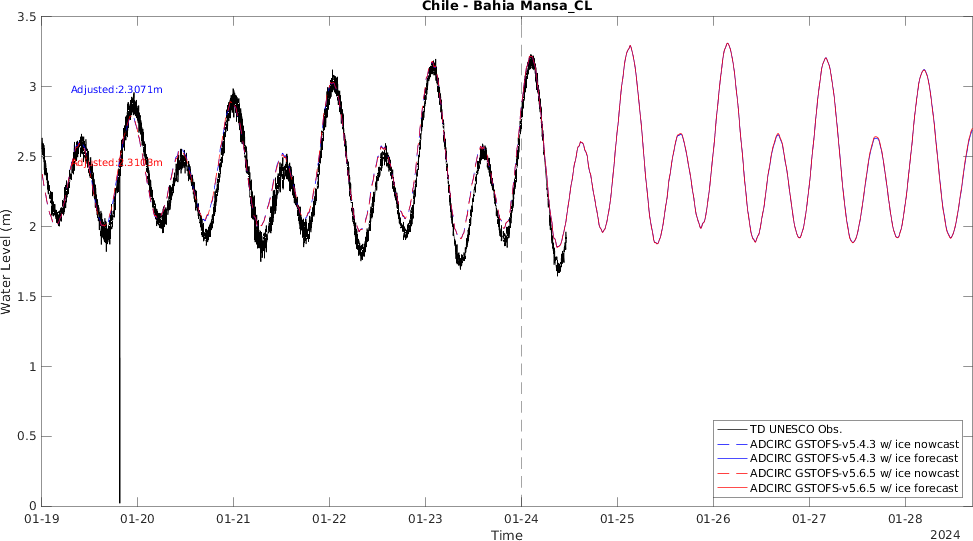 Chile - Bahia Mansa_CL
3.5
3
2.5
2
1.5
1
0.5
0
Water Level (m)
Adjusted:2.3071m
Adjusted:2.3103m
TD UNESCO Obs.
ADCIRC GSTOFS-v5.4.3 w/ ice nowcast
ADCIRC GSTOFS-v5.4.3 w/ ice forecast
ADCIRC GSTOFS-v5.6.5 w/ ice nowcast
ADCIRC GSTOFS-v5.6.5 w/ ice forecast
01-19 01-20 01-21 01-22 01-23 01-24 01-25 01-26 01-27 01-28
Time
2024